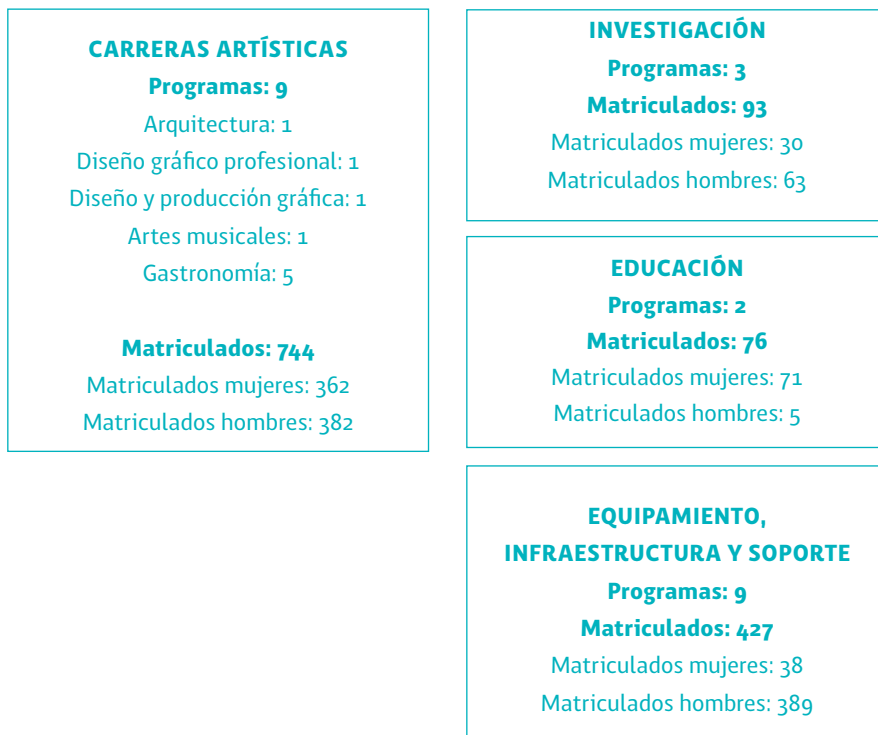 CARRERAS ARTÍSTICAS
Programas: 9
Arquitectura: 1
Diseño gráfico profesional: 1
Diseño y producción gráfica: 1
Artes musicales: 1
Gastronomía: 5
Matriculados: 744
Matriculados mujeres: 362
Matriculados hombres: 382
INVESTIGACIÓN
Programas: 3
Matriculados: 93
Matriculados mujeres: 30
Matriculados hombres: 63
EDUCACIÓN
Programas: 2
Matriculados: 76
Matriculados mujeres: 71
Matriculados hombres: 5
EQUIPAMIENTO,
INFRAESTRUCTURA Y SOPORTE
Programas: 9
Matriculados: 427
Matriculados mujeres: 38
Matriculados hombres: 389